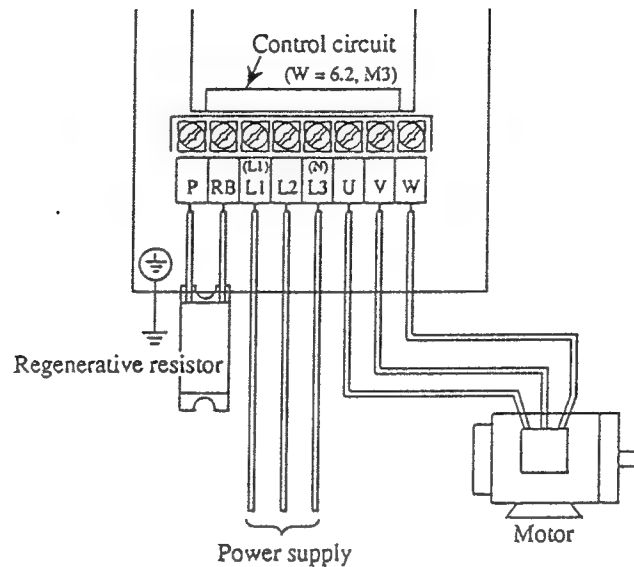 Control circuit
(W = 6.2, M3)
(L1) (N)
P RB L1 L2 L3 U V W
Regenerative resistor
Motor
Power supply